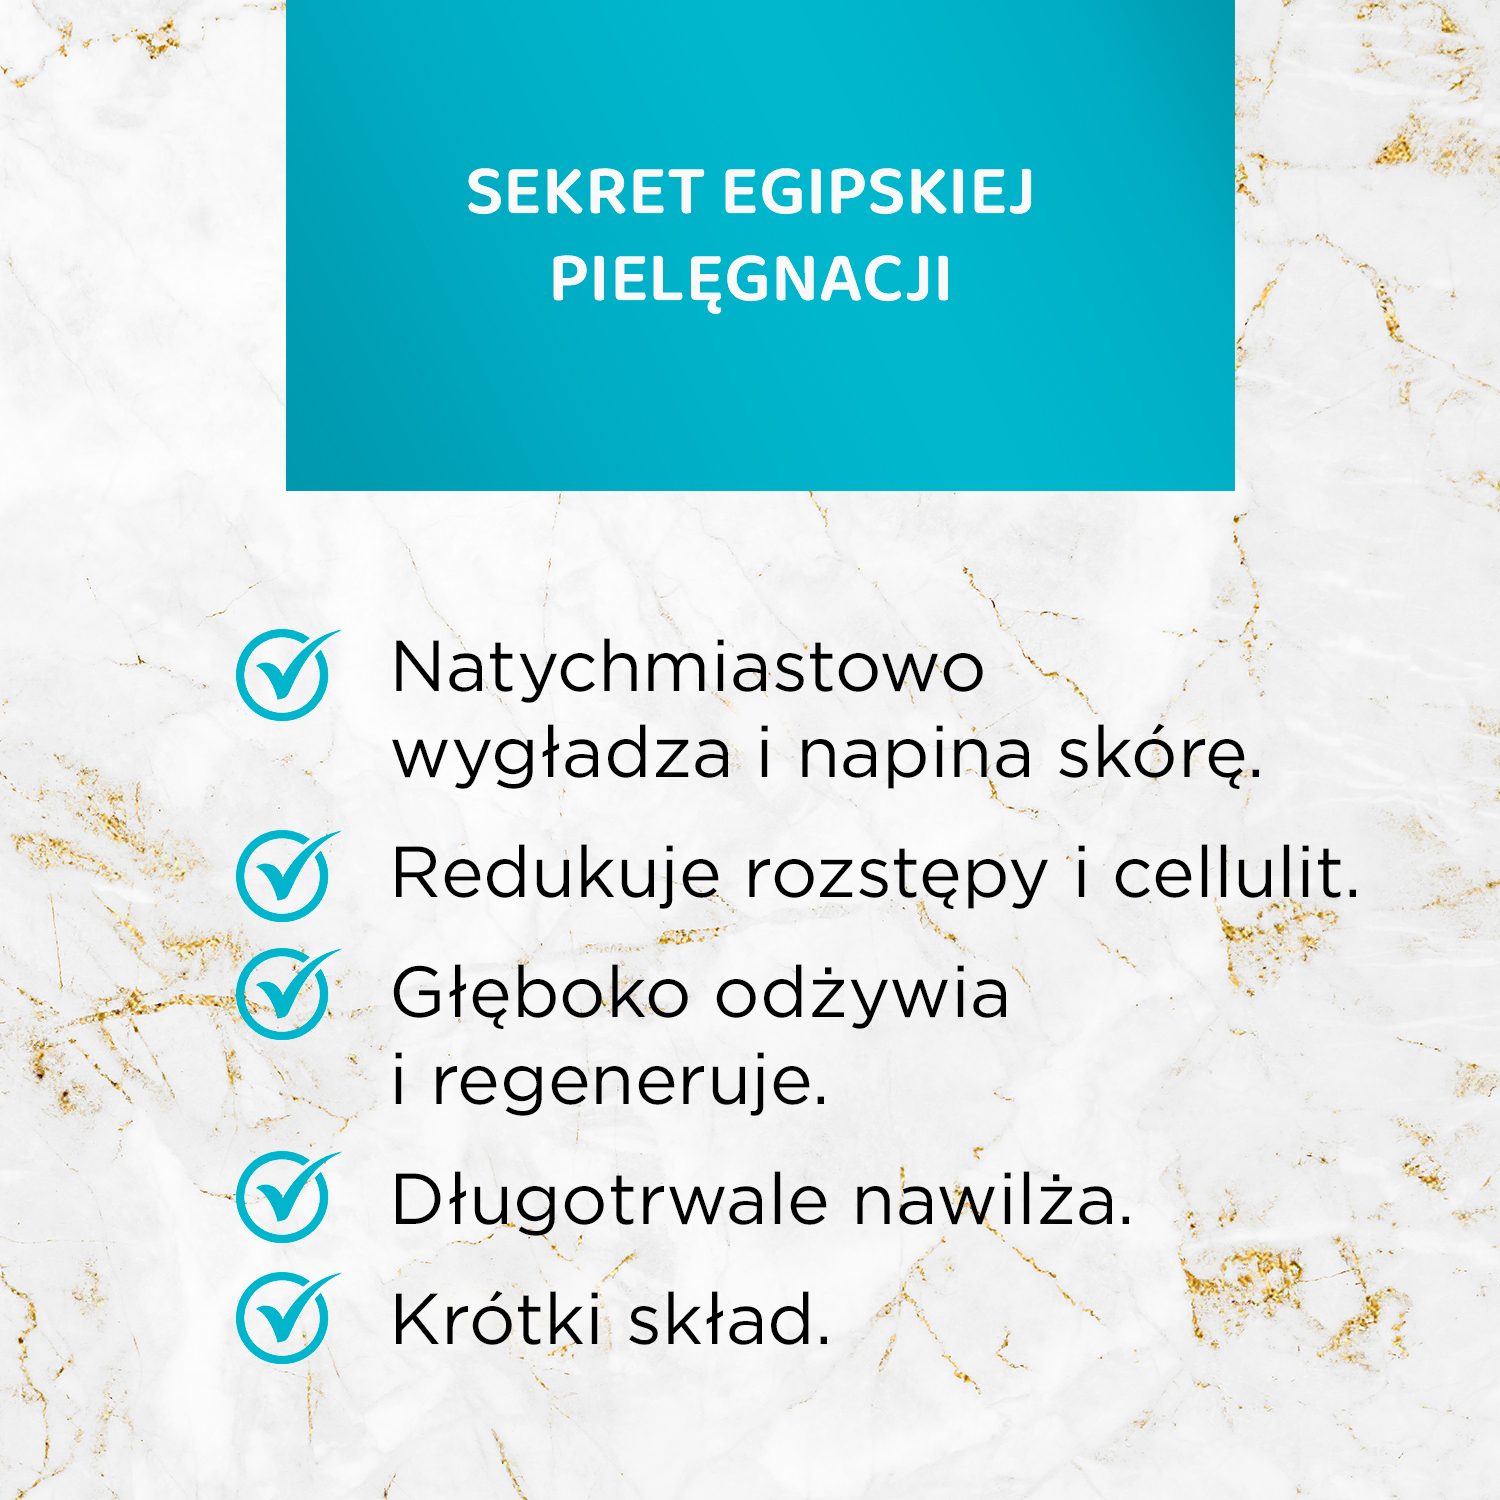 SEKRET EGIPSKIEJ
PIELĘGNACJI
Natychmiastowo
wygładza i napina skórę.
Redukuje rozstępy i cellulit.
Głęboko odżywia
i regeneruje.
Długotrwale nawilża.
Krótki skład.